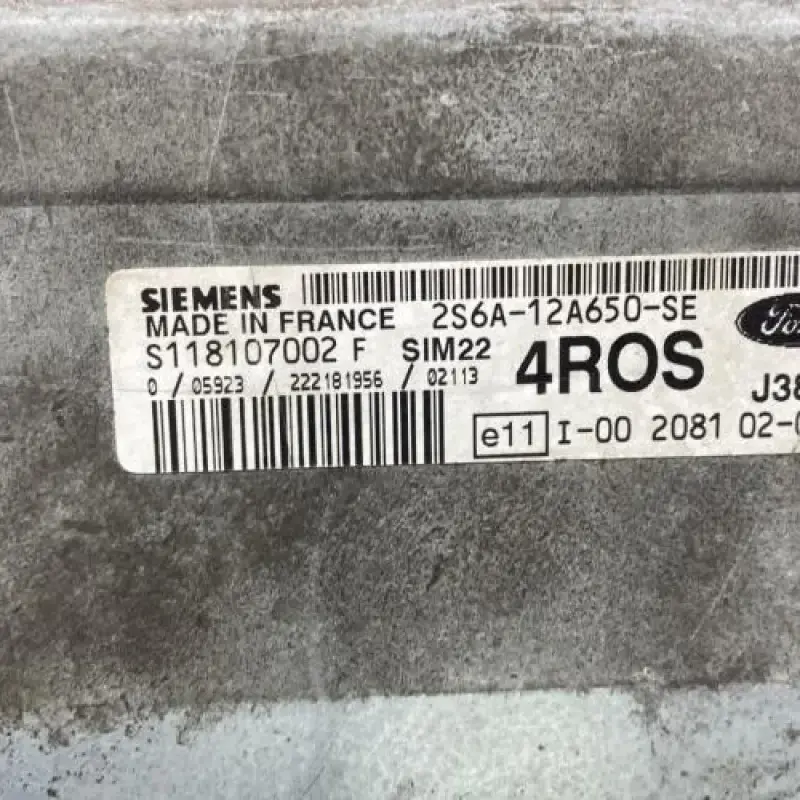 SIEMENS
MADE IN FRANCE 2S6A-12A650-SE
S118107002 F SIM22 4ROS
0 / 05923 / 222181956 / 02113
J38
e11 I-00 2081 02-0